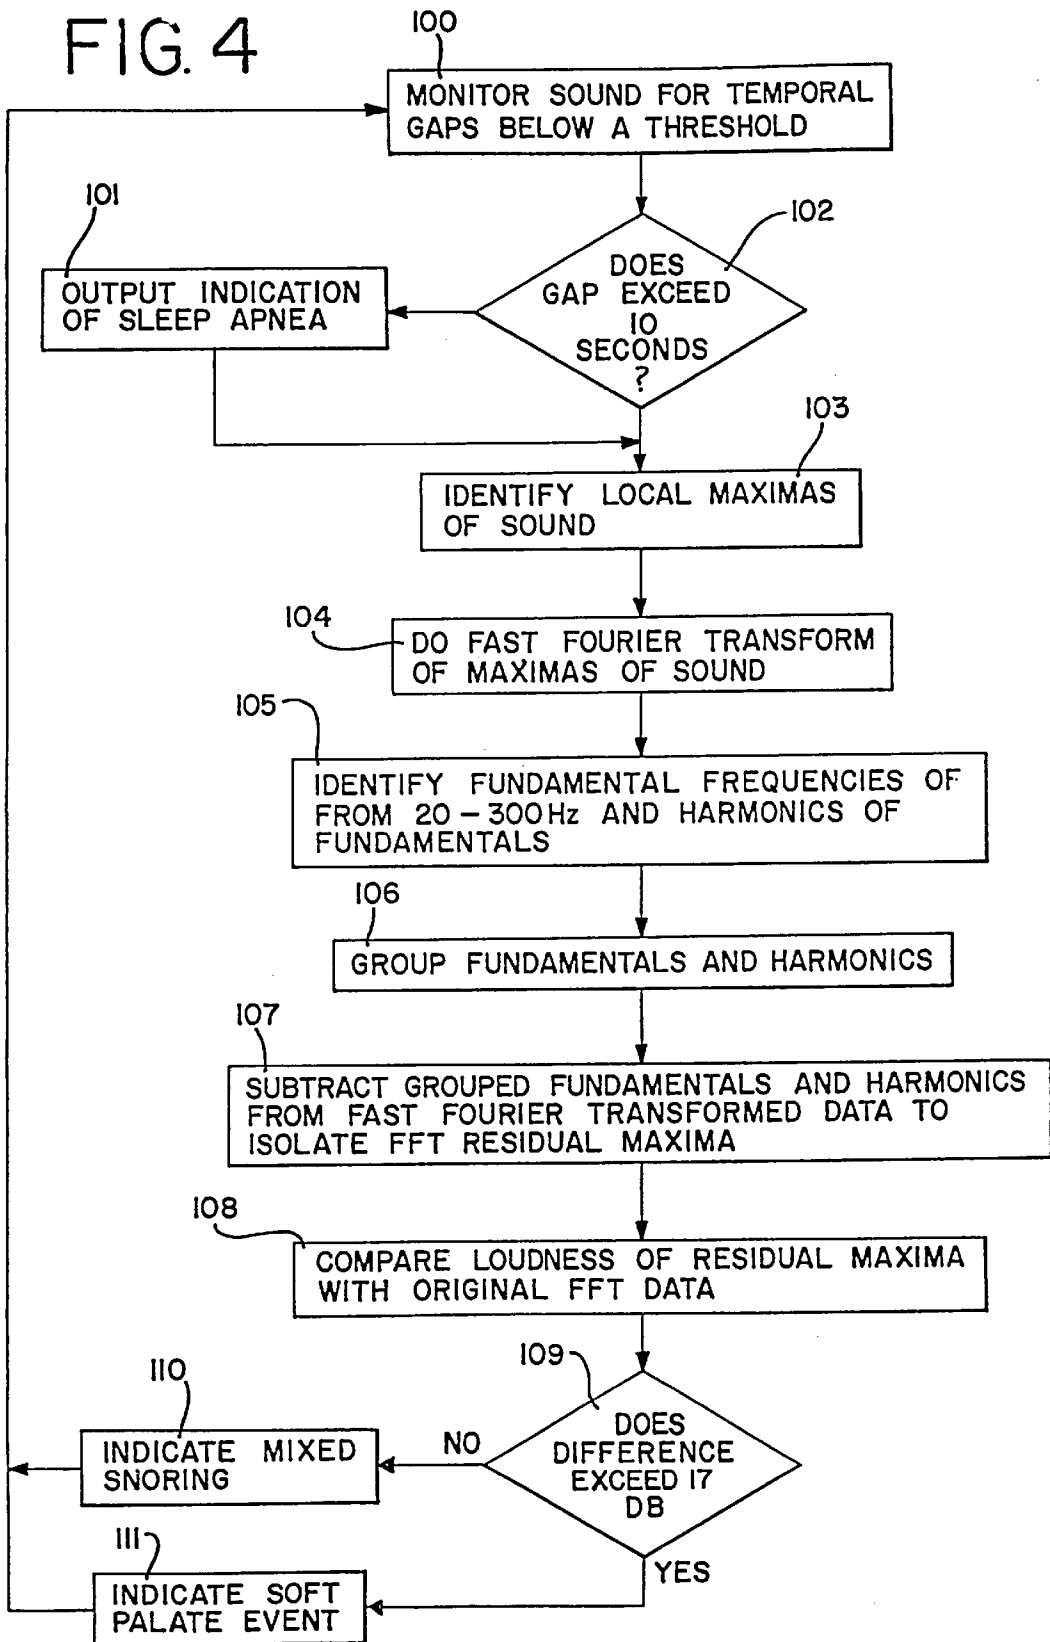 FIG. 4
100
MONITOR SOUND FOR TEMPORAL
GAPS BELOW A THRESHOLD
101
OUTPUT INDICATION
OF SLEEP APNEA
102
DOES
GAP EXCEED
10
SECONDS
?
103
IDENTIFY LOCAL MAXIMAS
OF SOUND
104
DO FAST FOURIER TRANSFORM
OF MAXIMAS OF SOUND
105
IDENTIFY FUNDAMENTAL FREQUENCIES OF
FROM 20-300Hz AND HARMONICS OF
FUNDAMENTALS
106
GROUP FUNDAMENTALS AND HARMONICS
107
SUBTRACT GROUPED FUNDAMENTALS AND HARMONICS
FROM FAST FOURIER TRANSFORMED DATA TO
ISOLATE FFT RESIDUAL MAXIMA
108
COMPARE LOUDNESS OF RESIDUAL MAXIMA
WITH ORIGINAL FFT DATA
109
DOES
DIFFERENCE
EXCEED 17
DB
NO
110
INDICATE MIXED
SNORING
YES
111
INDICATE SOFT
PALATE EVENT